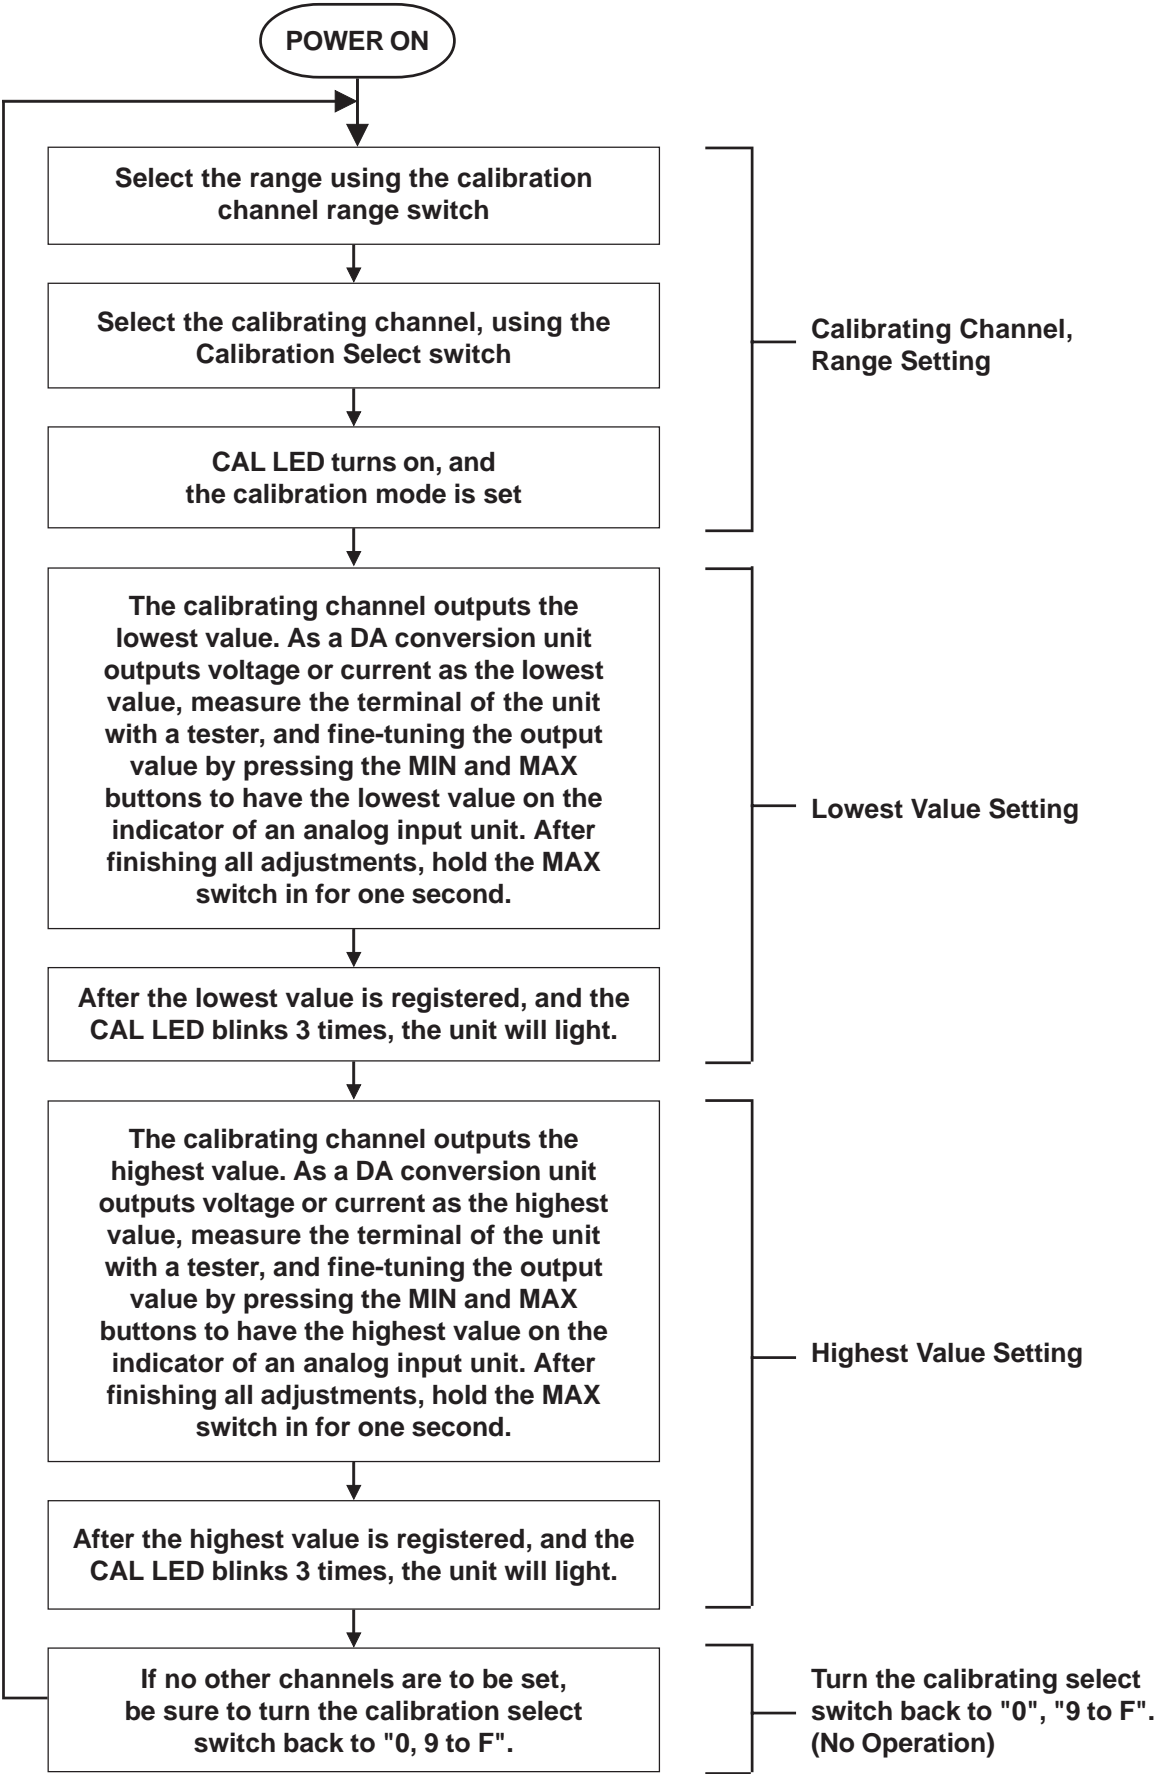 POWER ON
Select the range using the calibration
channel range switch
Select the calibrating channel, using the
Calibration Select switch
CAL LED turns on, and
the calibration mode is set
Calibrating Channel,
Range Setting
The calibrating channel outputs the
lowest value. As a DA conversion unit
outputs voltage or current as the lowest
value, measure the terminal of the unit
with a tester, and fine-tuning the output
value by pressing the MIN and MAX
buttons to have the lowest value on the
indicator of an analog input unit. After
finishing all adjustments, hold the MAX
switch in for one second.
After the lowest value is registered, and the
CAL LED blinks 3 times, the unit will light.
Lowest Value Setting
The calibrating channel outputs the
highest value. As a DA conversion unit
outputs voltage or current as the highest
value, measure the terminal of the unit
with a tester, and fine-tuning the output
value by pressing the MIN and MAX
buttons to have the highest value on the
indicator of an analog input unit. After
finishing all adjustments, hold the MAX
switch in for one second.
After the highest value is registered, and the
CAL LED blinks 3 times, the unit will light.
Highest Value Setting
If no other channels are to be set,
be sure to turn the calibration select
switch back to "0, 9 to F".
Turn the calibrating select
switch back to "0", "9 to F".
(No Operation)